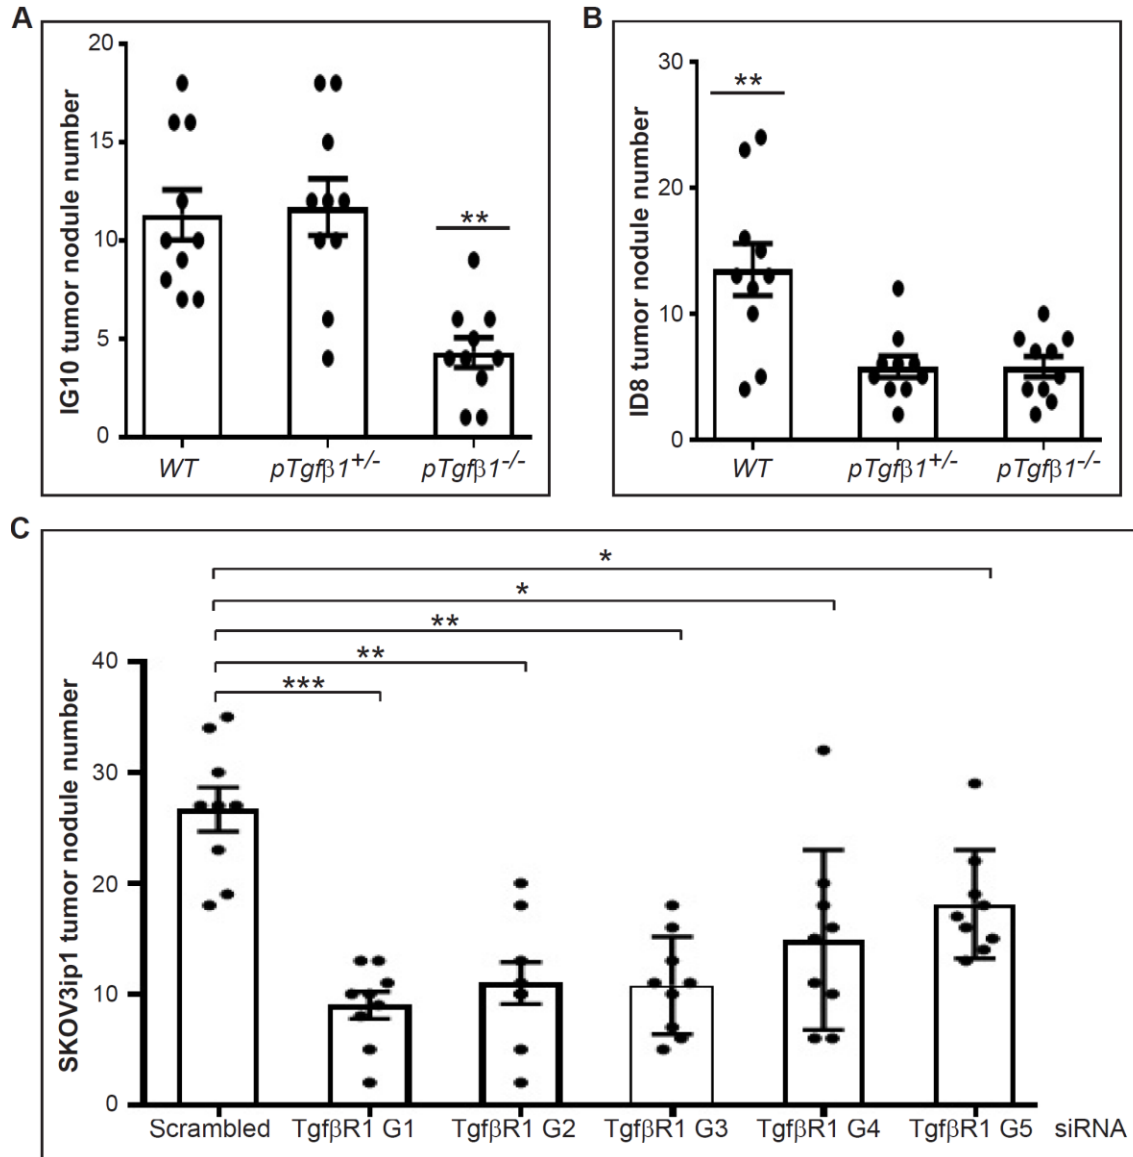 A
IG10 tumor nodule number
20
15
10
5
0
**
WT
pTgfβ1+/-
pTgfβ1-/-
B
ID8 tumor nodule number
30
20
10
0
**
WT
pTgfβ1+/-
pTgfβ1-/-
C
*
*
**
**
***
SKOV3ip1 tumor nodule number
40
30
20
10
0
Scrambled TgfβR1 G1 TgfβR1 G2 TgfβR1 G3 TgfβR1 G4 TgfβR1 G5 siRNA